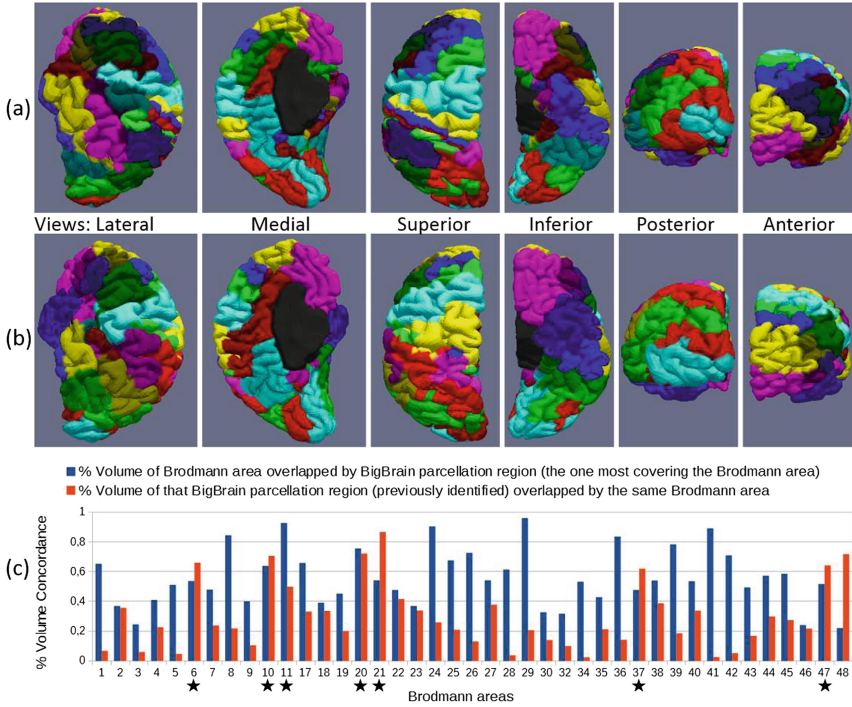 (a)
Views: Lateral Medial Superior Inferior Posterior Anterior
(b)
% Volume of Brodmann area overlapped by BigBrain parcellation region (the one most covering the Brodmann area)
% Volume of that BigBrain parcellation region (previously identified) overlapped by the same Brodmann area
(c)
% Volume Concordance
1
0,8
0,6
0,4
0,2
0
1 2 3 4 5 6 7 8 9 10 11 17 18 19 20 21 22 23 24 25 26 27 28 29 30 32 34 35 36 37 38 39 40 41 42 43 44 45 46 47 48
Brodmann areas